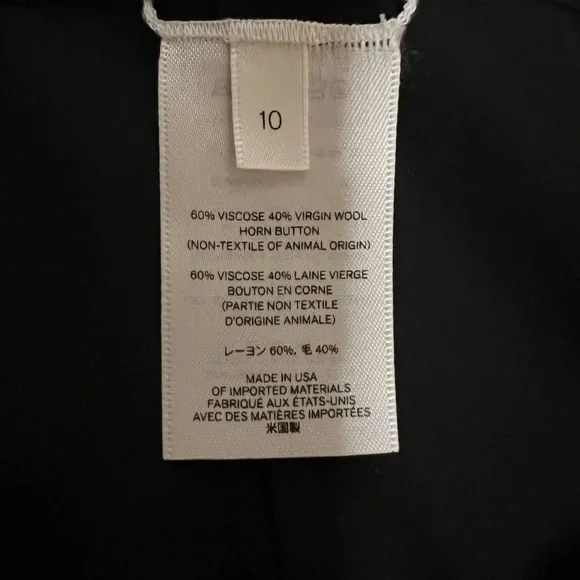 10
60% VISCOSE 40% VIRGIN WOOL
HORN BUTTON
(NON-TEXTILE OF ANIMAL ORIGIN)
60% VISCOSE 40% LAINE VIERGE
BOUTON EN CORNE
(PARTIE NON TEXTILE
D'ORIGINE ANIMALE)
レーヨン 60%, 毛 40%
MADE IN USA
OF IMPORTED MATERIALS
FABRIQUÉ AUX ÉTATS-UNIS
AVEC DES MATIÈRES IMPORTÉES
米国製